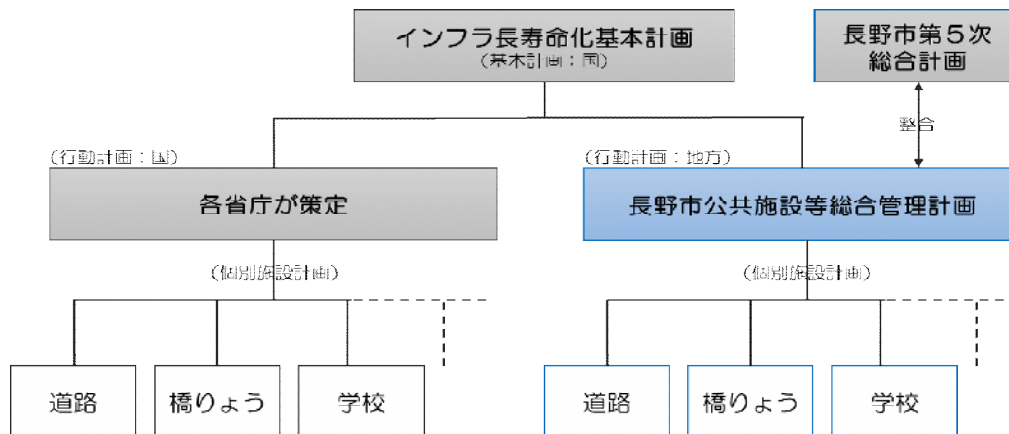 インフラ長寿命化基本計画
(基本計画：国)
長野市第５次
総合計画
整合
(行動計画：国)
(行動計画：地方)
各省庁が策定
長野市公共施設等総合管理計画
(個別施設計画)
(個別施設計画)
道路
橋りょう
学校
道路
橋りょう
学校